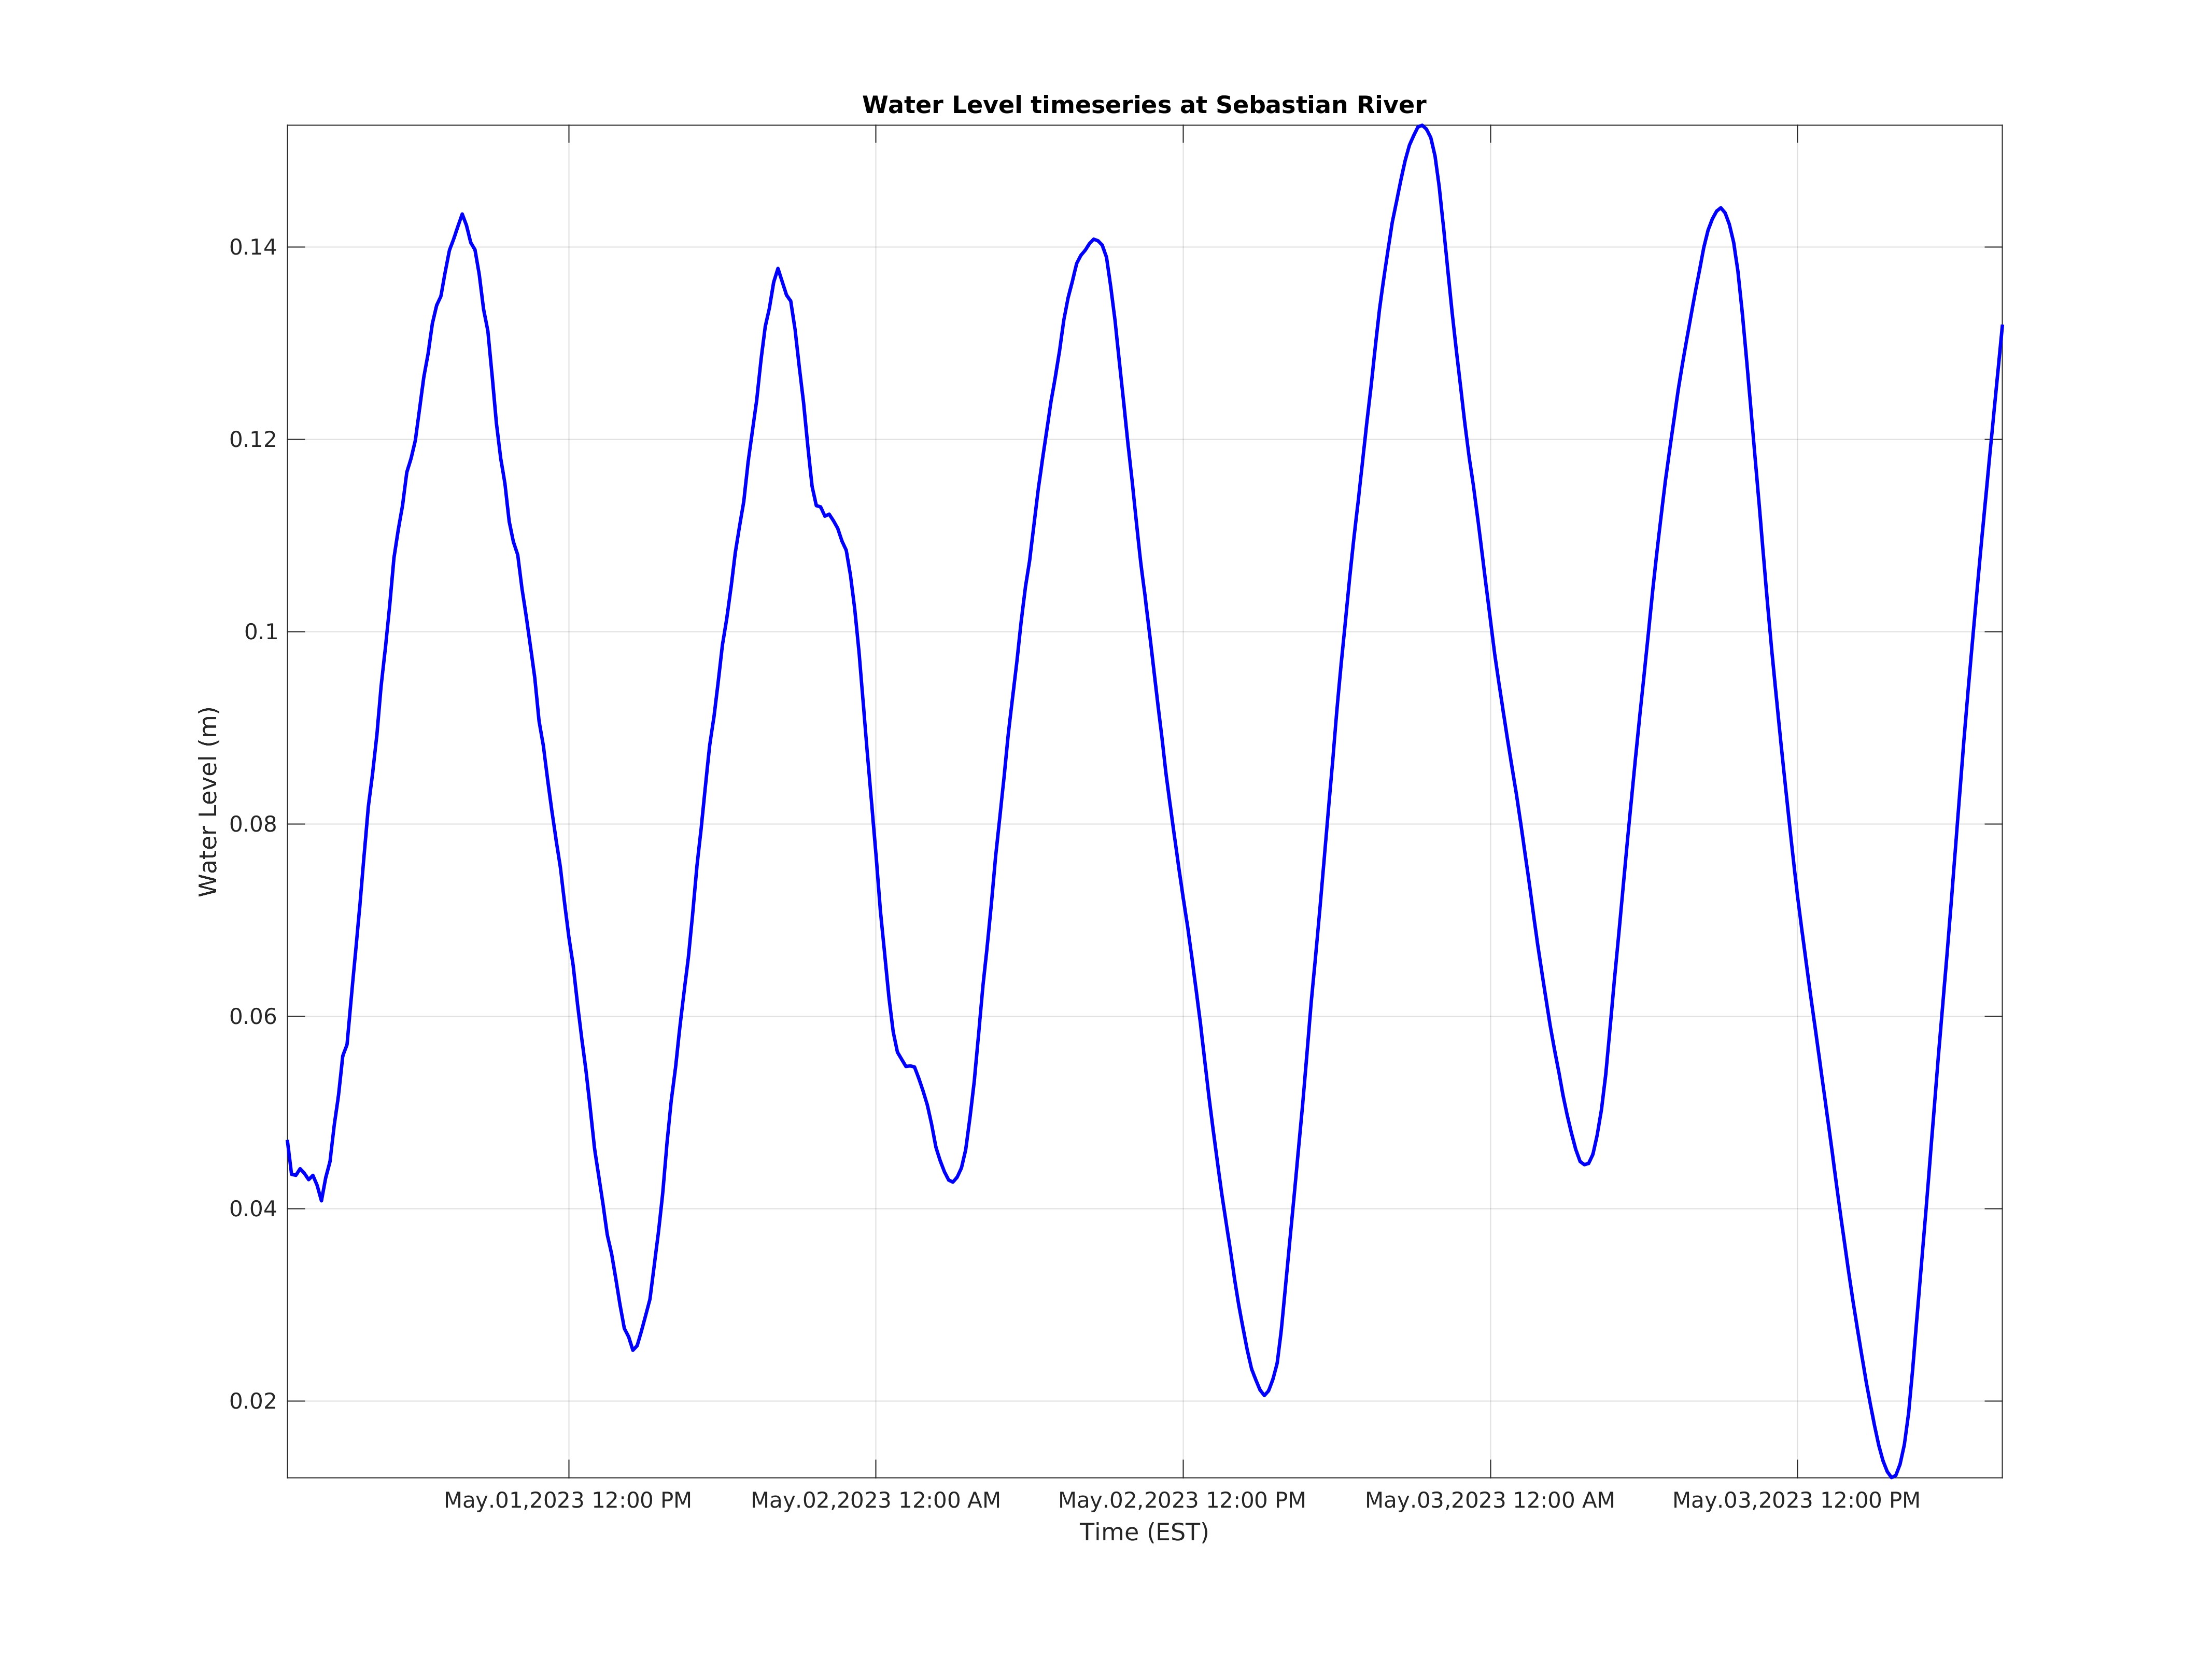 Water Level timeseries at Sebastian River
0.14
0.12
0.1
0.08
0.06
0.04
0.02
Water Level (m)
May.01,2023 12:00 PM
May.02,2023 12:00 AM
May.02,2023 12:00 PM
May.03,2023 12:00 AM
May.03,2023 12:00 PM
Time (EST)